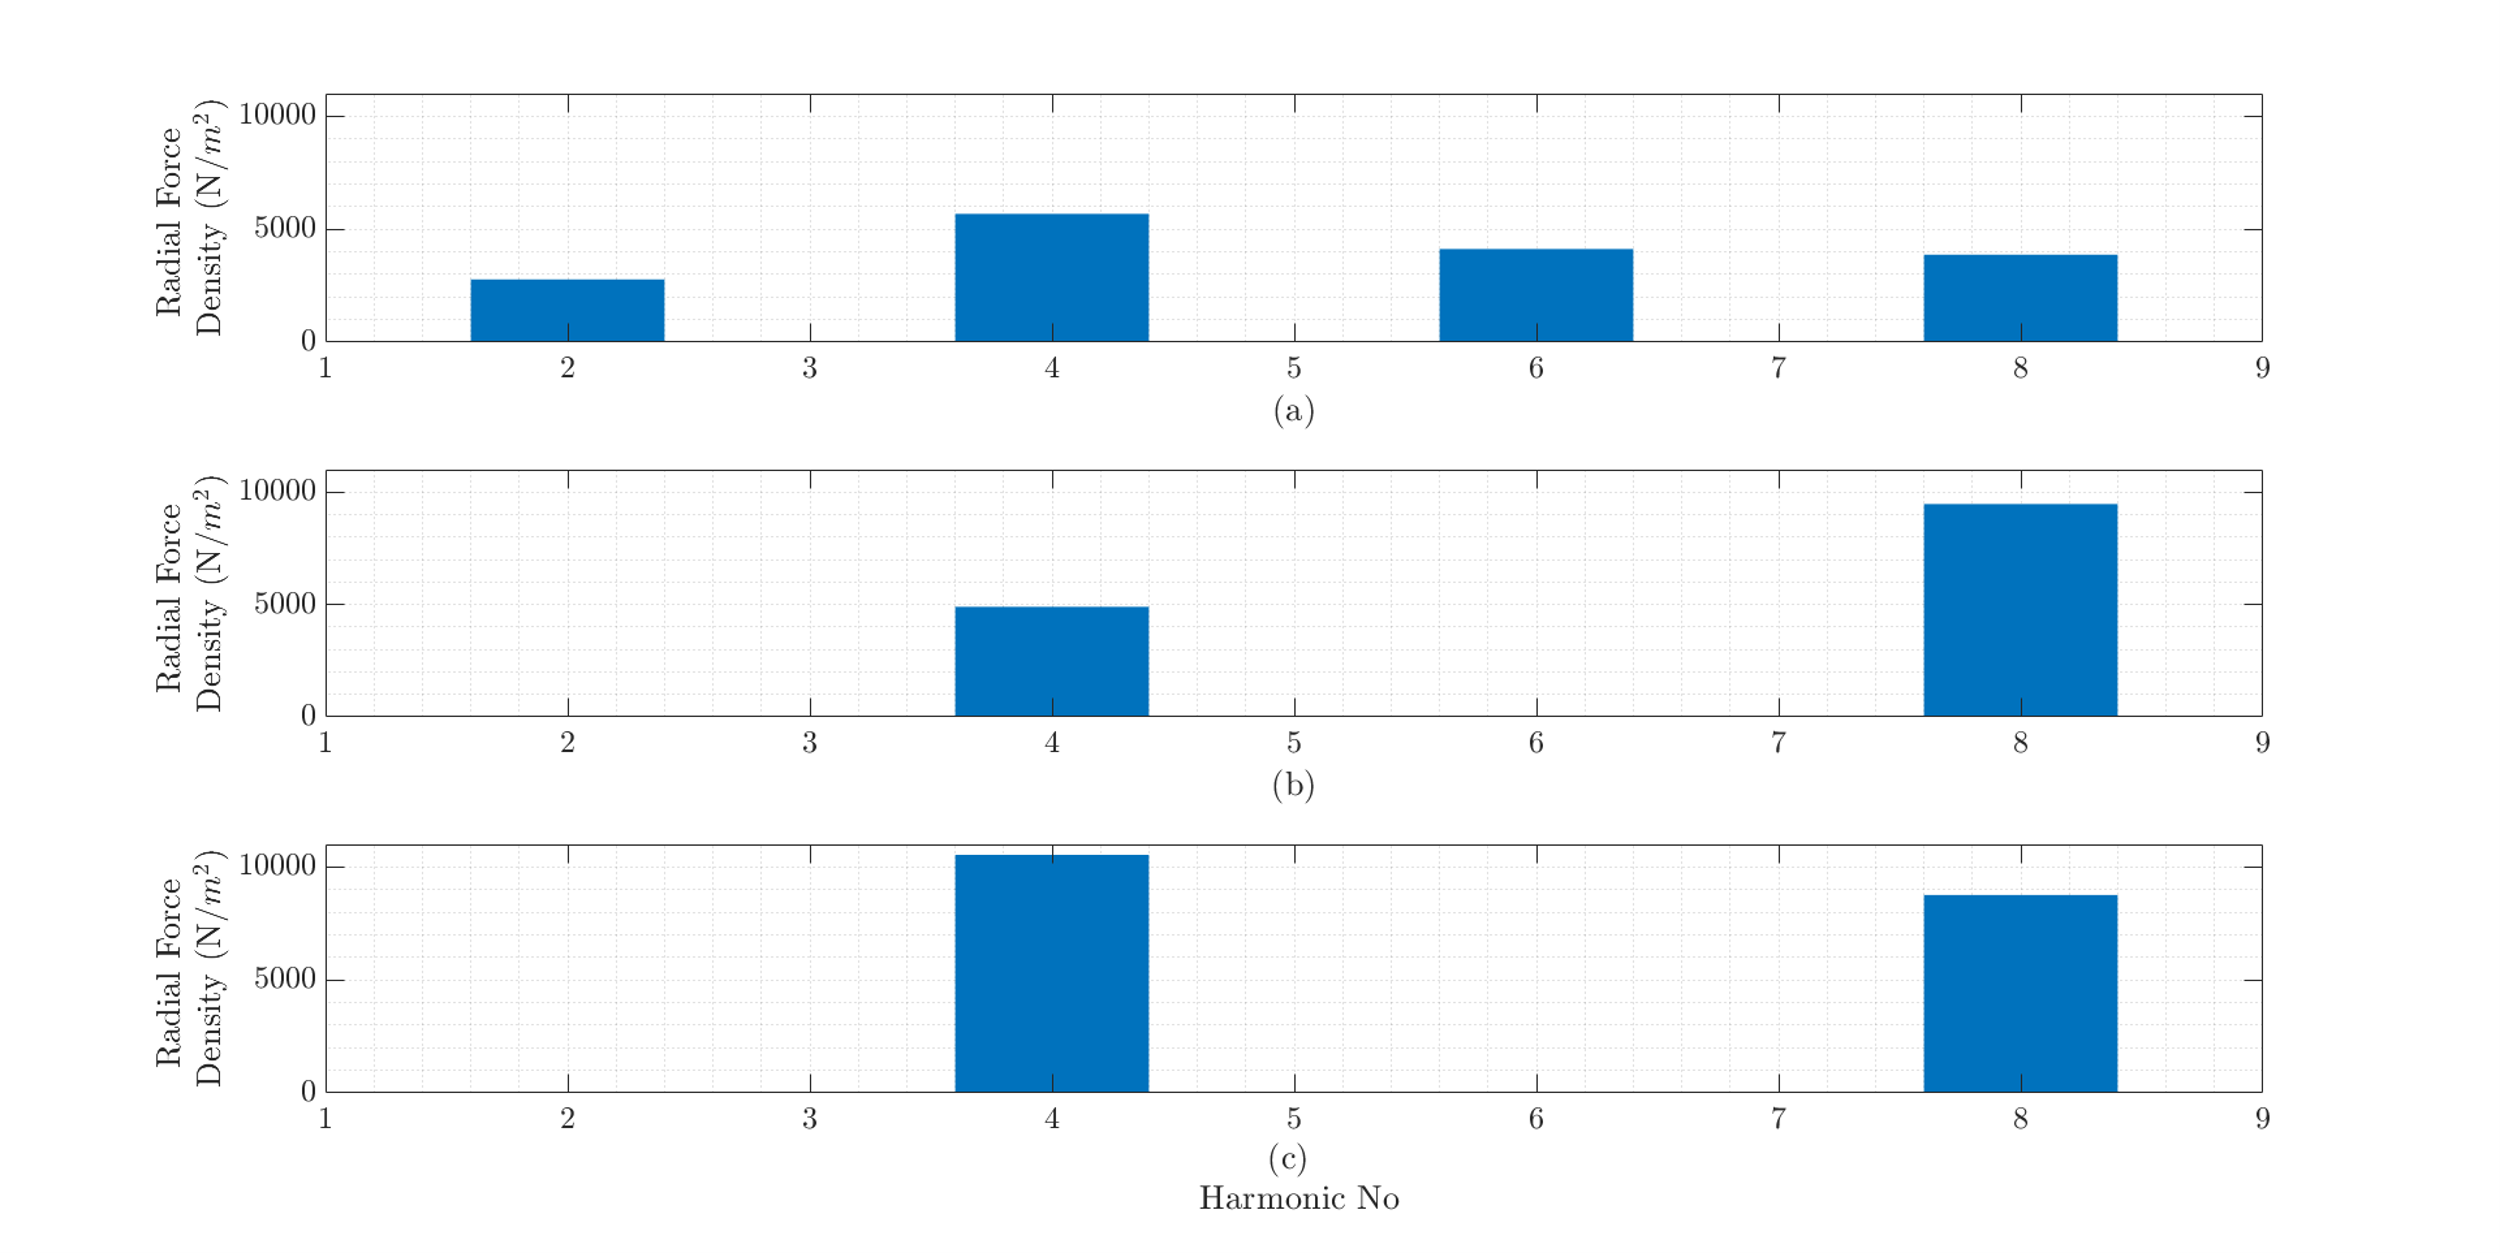 Radial Force
Density (N/m²)
10000
5000
0
1 2 3 4 5 6 7 8 9
(a)
Radial Force
Density (N/m²)
10000
5000
0
1 2 3 4 5 6 7 8 9
(b)
Radial Force
Density (N/m²)
10000
5000
0
1 2 3 4 5 6 7 8 9
(c)
Harmonic No